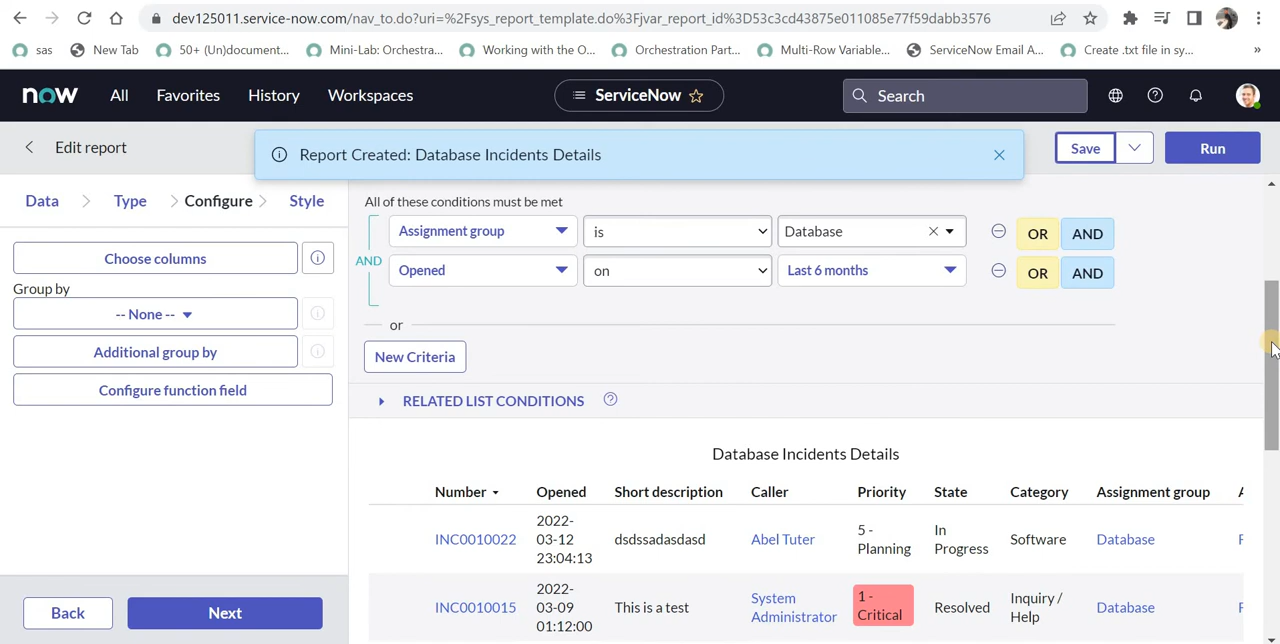 dev125011.service-now.com/nav_to.do?uri=%2Fsys_report_template.do%3Fjvar_report_id%3D53c3cd43875e011085e77f59dabb3576
sas New Tab 50+ (Un)document... Mini-Lab: Orchestra... Working with the O... Orchestration Part... Multi-Row Variable... ServiceNow Email A... Create .txt file in sy... »
now All Favorites History Workspaces ServiceNow Search
Edit report Report Created: Database Incidents Details Save Run
Data Type Configure Style
All of these conditions must be met
Assignment group is Database OR AND
AND
Opened on Last 6 months OR AND
or
New Criteria
RELATED LIST CONDITIONS
Choose columns
Group by
-- None --
Additional group by
Configure function field
Back Next
Database Incidents Details
Number Opened Short description Caller Priority State Category Assignment group
INC0010022 2022-03-12 23:04:13 dsdssadasdasd Abel Tuter 5 - Planning In Progress Software Database
INC0010015 2022-03-09 01:12:00 This is a test System Administrator 1 - Critical Resolved Inquiry / Help Database